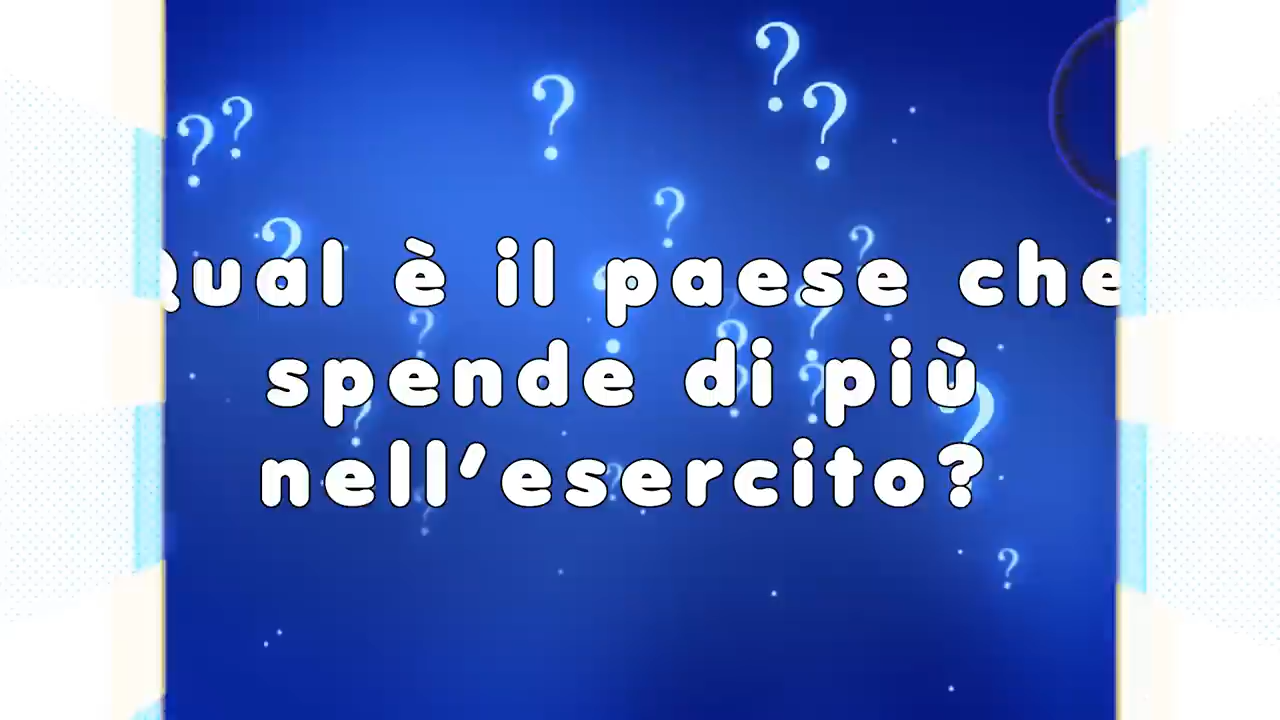 Qual è il paese che
spende di più
nell'esercito?